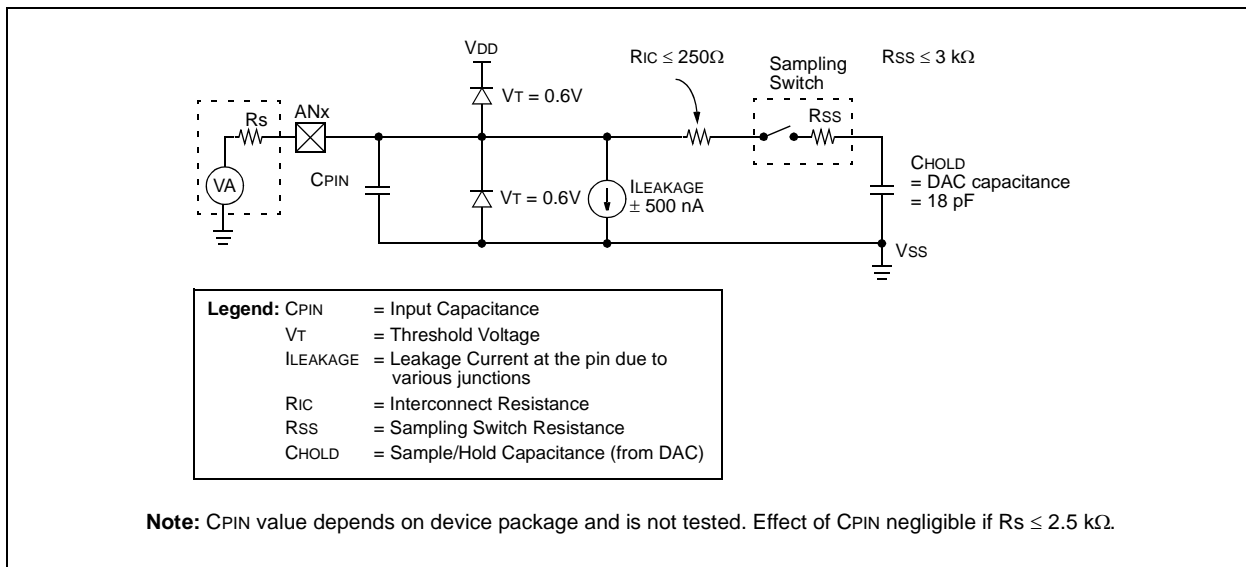 VDD
RIC ≤ 250Ω
Sampling
Switch
RSS ≤ 3 kΩ
VT = 0.6V
Rs
ANx
RSS
VA
CPIN
VT = 0.6V
ILEAKAGE
± 500 nA
CHOLD
= DAC capacitance
= 18 pF
VSS
Legend: CPIN = Input Capacitance
VT = Threshold Voltage
ILEAKAGE = Leakage Current at the pin due to
various junctions
RIC = Interconnect Resistance
RSS = Sampling Switch Resistance
CHOLD = Sample/Hold Capacitance (from DAC)
Note: CPIN value depends on device package and is not tested. Effect of CPIN negligible if Rs ≤ 2.5 kΩ.